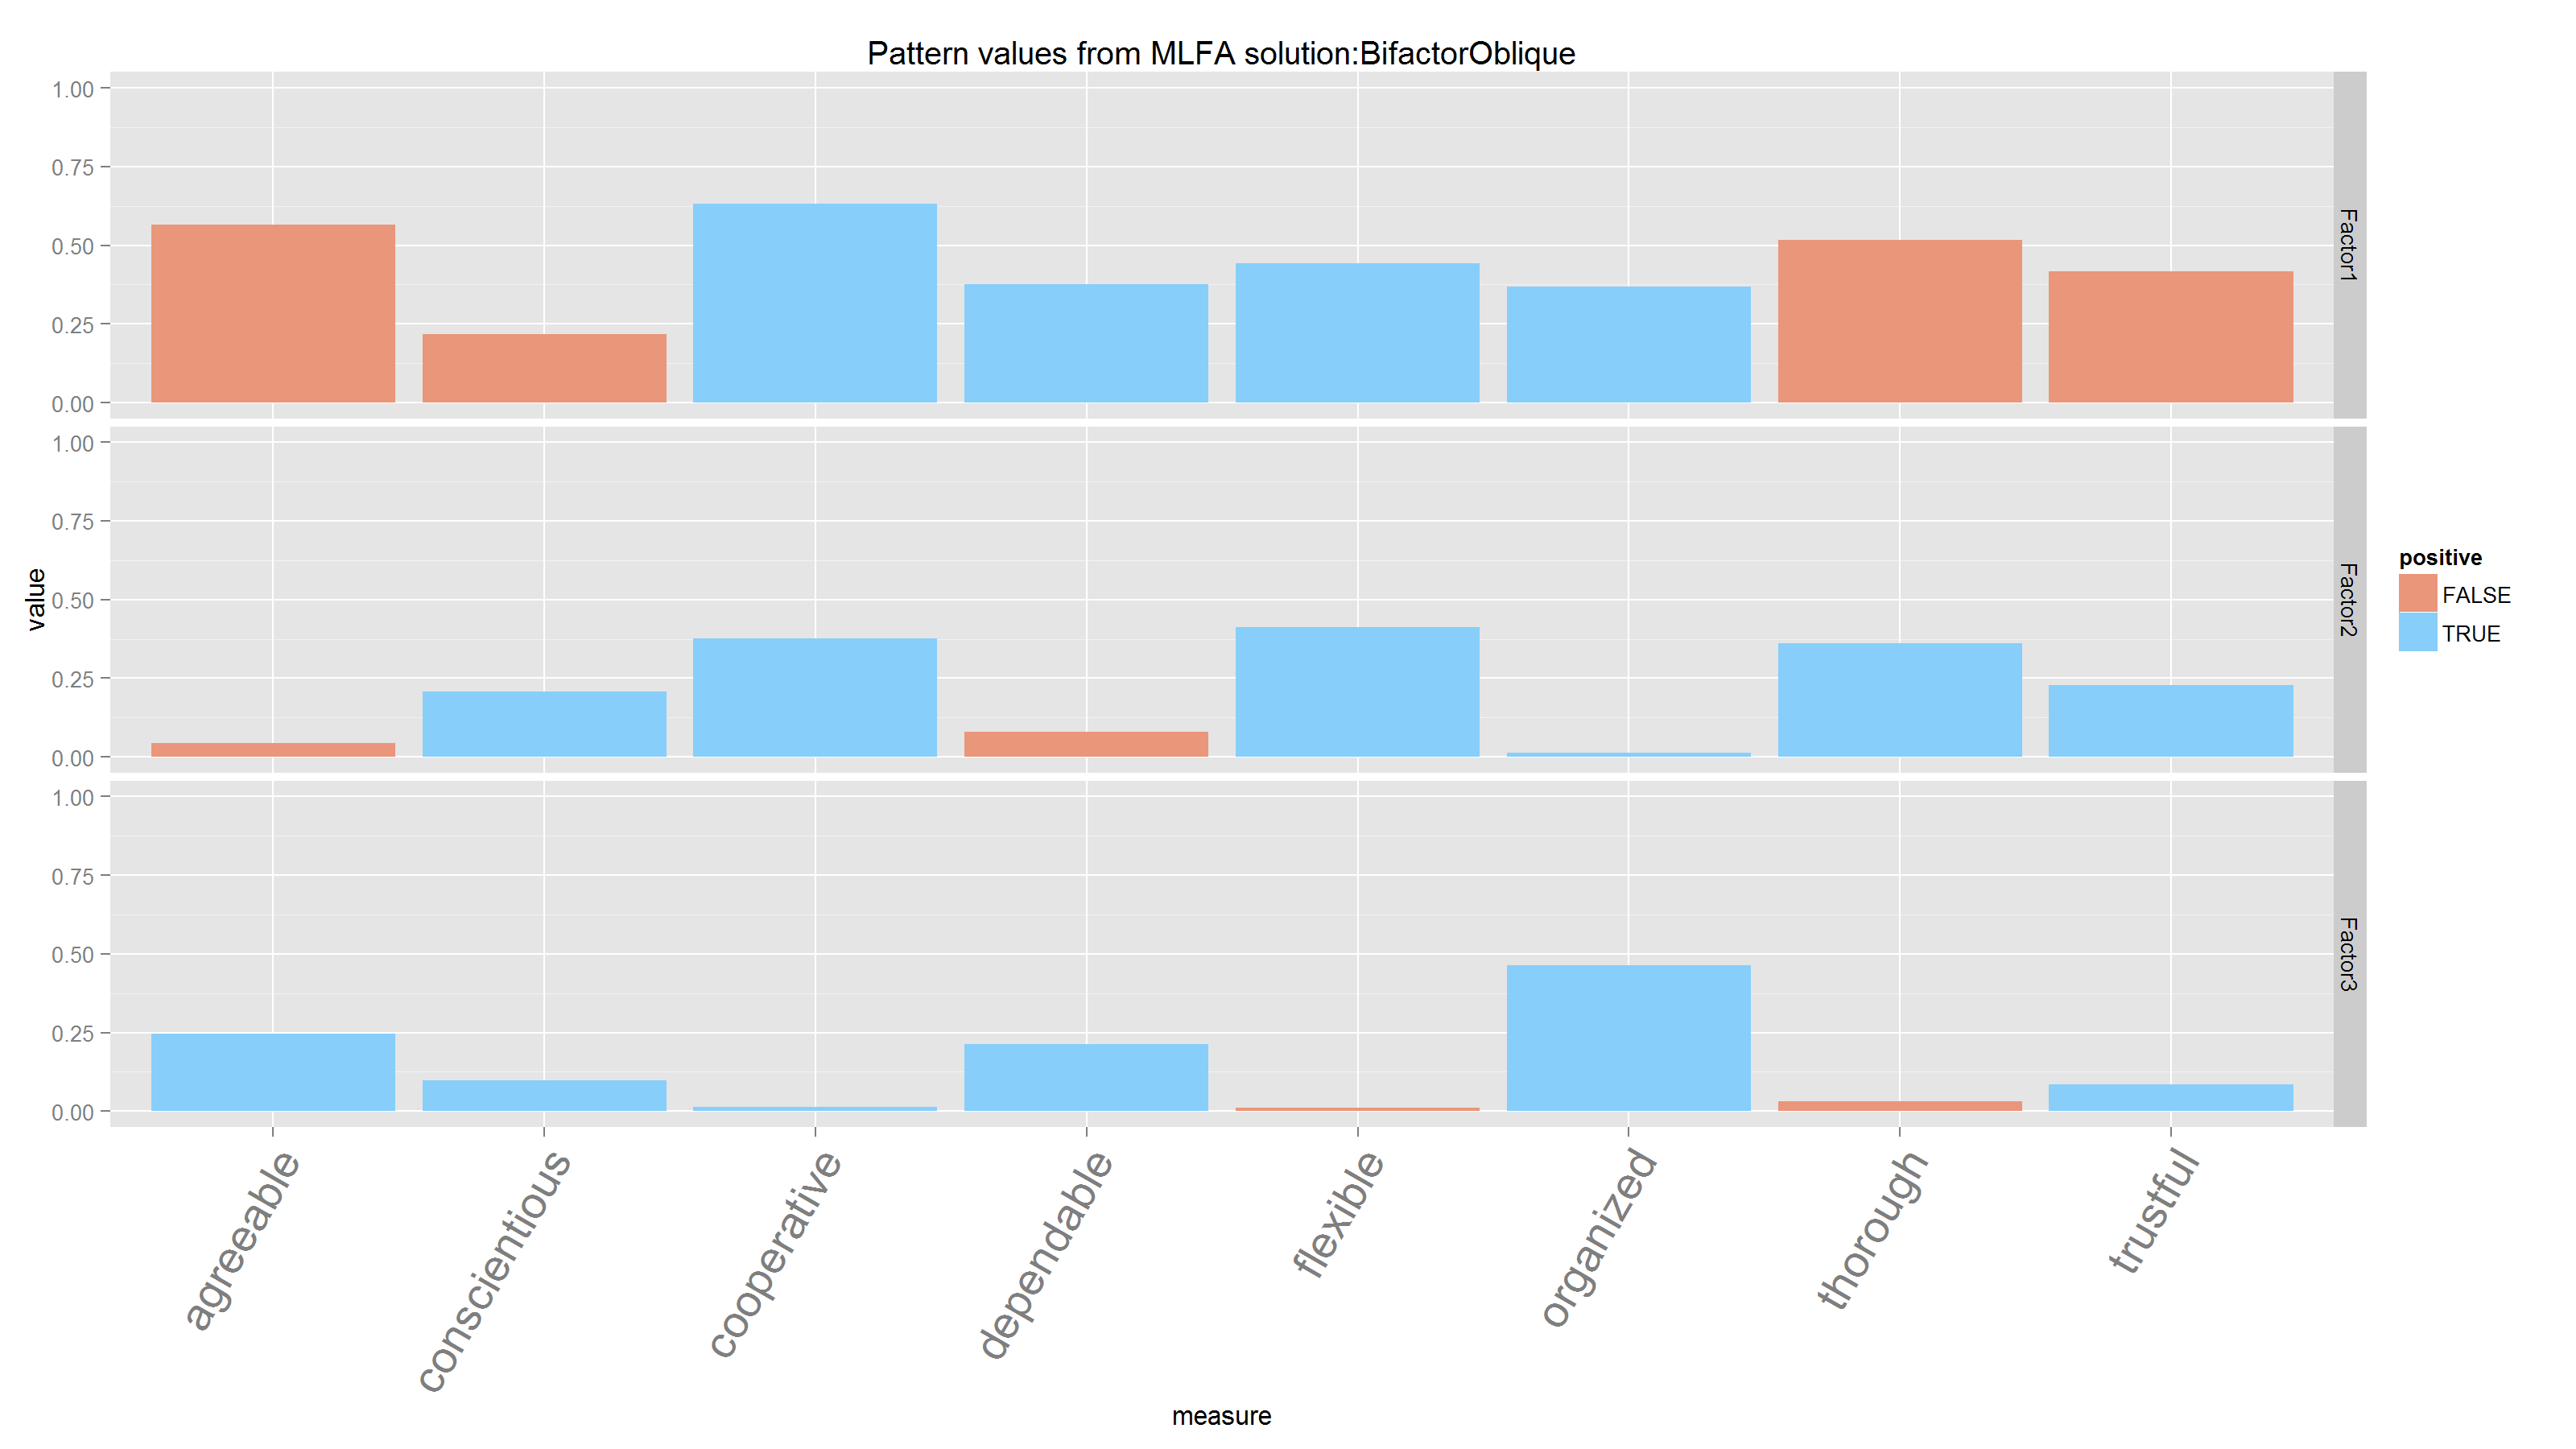 Pattern values from MLFA solution:BifactorOblique
1.00
0.75
0.50
0.25
0.00
Factor1
1.00
0.75
0.50
0.25
0.00
Factor2
1.00
0.75
0.50
0.25
0.00
Factor3
value
agreeable
conscientious
cooperative
dependable
flexible
organized
thorough
trustful
measure
positive
FALSE
TRUE